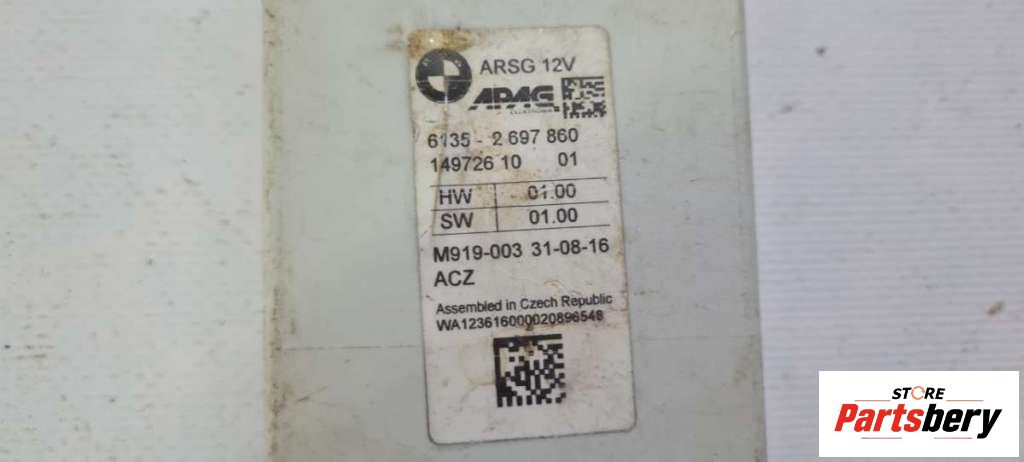 ARSG 12V
APAG
6135 - 2 697 860
149726 10 01
HW 01.00
SW 01.00
M919-003 31-08-16
ACZ
Assembled in Czech Republic
WA123616000020896548
STORE
Partsbery